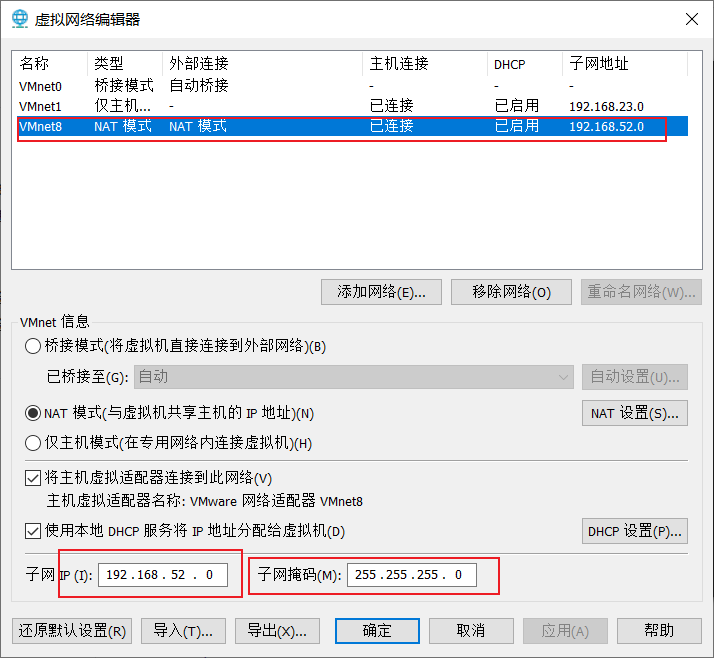 虚拟网络编辑器
名称 类型 外部连接 主机连接 DHCP 子网地址
VMnet0 桥接模式 自动桥接 - - -
VMnet1 仅主机... - 已连接 已启用 192.168.23.0
VMnet8 NAT 模式 NAT 模式 已连接 已启用 192.168.52.0
添加网络(E)... 移除网络(O) 重命名网络(W)...
VMnet 信息
桥接模式(将虚拟机直接连接到外部网络)(B)
已桥接至(G): 自动 自动设置(U)...
NAT 模式(与虚拟机共享主机的 IP 地址)(N) NAT 设置(S)...
仅主机模式(在专用网络内连接虚拟机)(H)
将主机虚拟适配器连接到此网络(V)
主机虚拟适配器名称: VMware 网络适配器 VMnet8
使用本地 DHCP 服务将 IP 地址分配给虚拟机(D) DHCP 设置(P)...
子网 IP (I): 192.168. 52 . 0 子网掩码(M): 255.255.255. 0
还原默认设置(R) 导入(T)... 导出(X)... 确定 取消 应用(A) 帮助